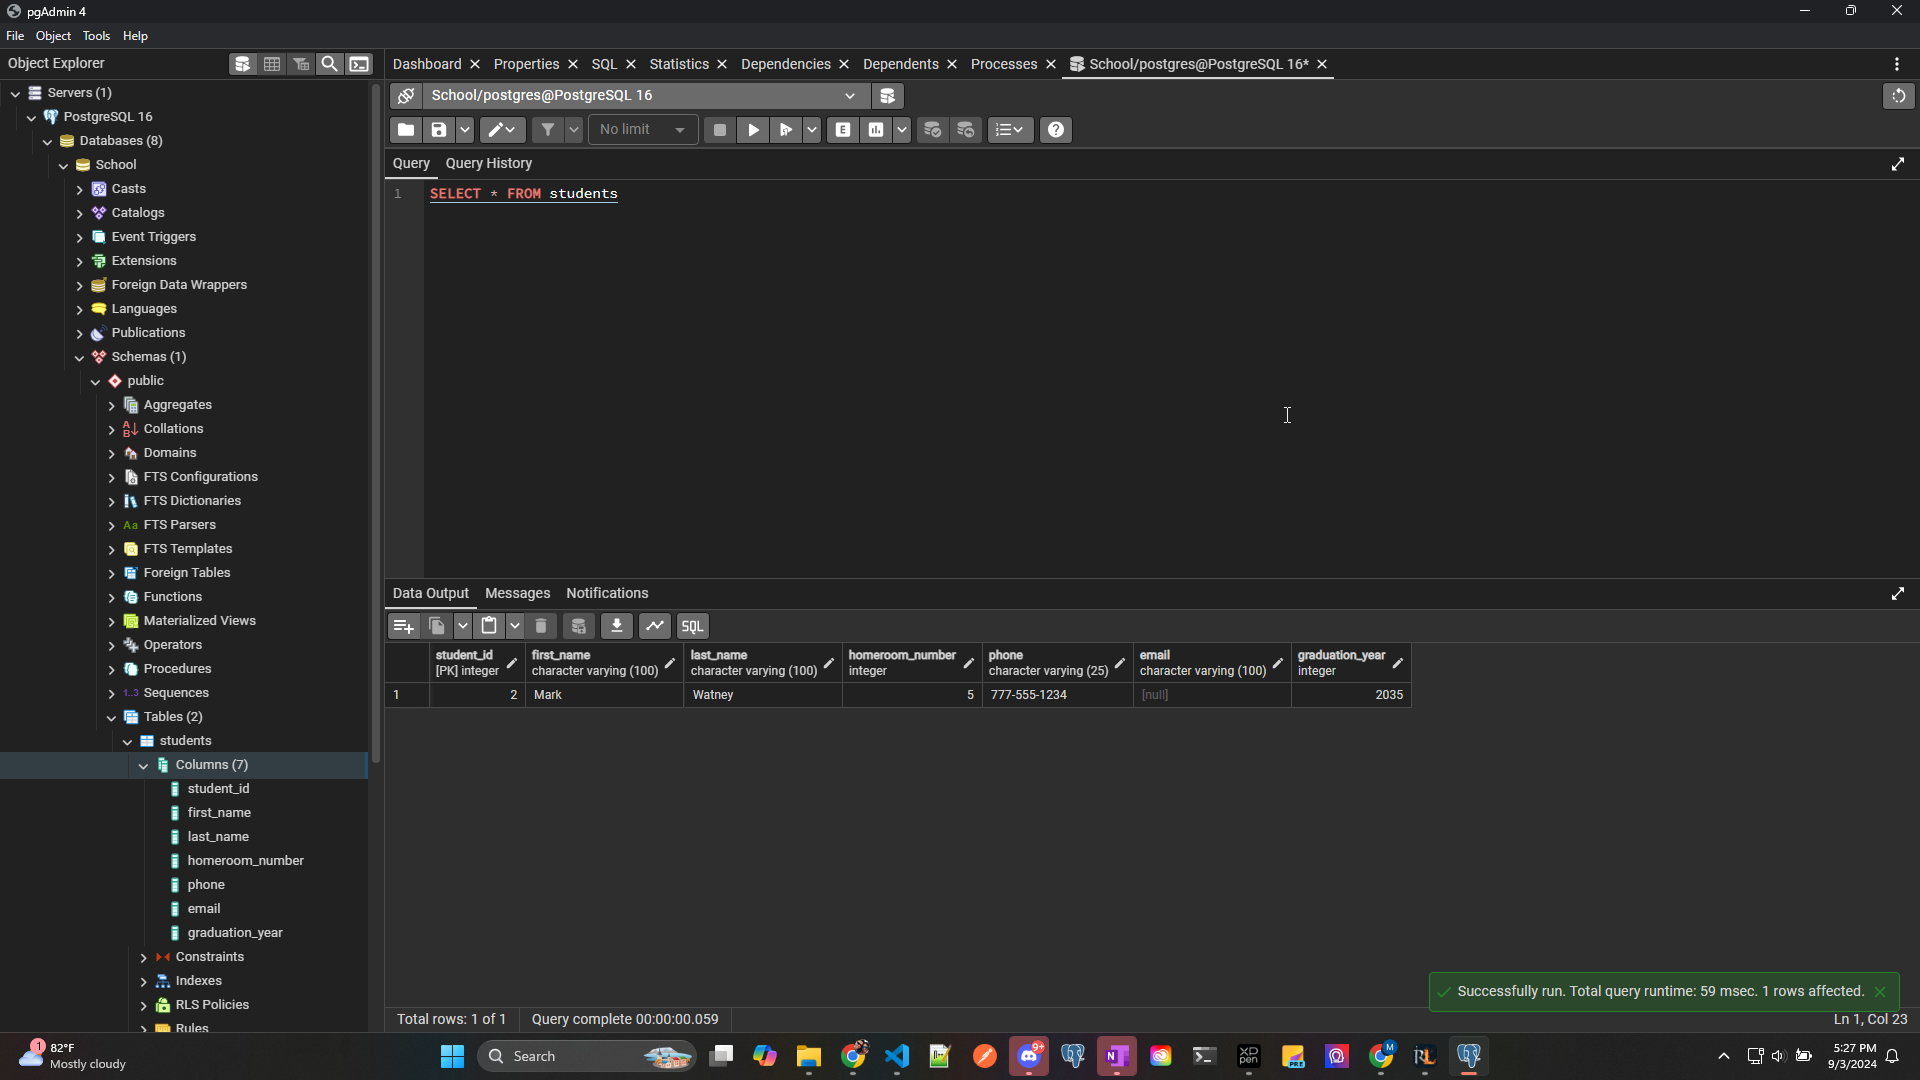 pgAdmin 4
File Object Tools Help
Object Explorer
Dashboard Properties SQL Statistics Dependencies Dependents Processes School/postgres@PostgreSQL 16*
Servers (1)
PostgreSQL 16
Databases (8)
School
Casts
Catalogs
Event Triggers
Extensions
Foreign Data Wrappers
Languages
Publications
Schemas (1)
public
Aggregates
Collations
Domains
FTS Configurations
FTS Dictionaries
Aa FTS Parsers
FTS Templates
Foreign Tables
Functions
Materialized Views
Operators
Procedures
1..3 Sequences
Tables (2)
students
Columns (7)
student_id
first_name
last_name
homeroom_number
phone
email
graduation_year
Constraints
Indexes
RLS Policies
Rules
School/postgres@PostgreSQL 16
No limit
E
Query Query History
1 SELECT * FROM students
Data Output Messages Notifications
SQL
student_id first_name last_name homeroom_number phone email graduation_year
[PK] integer character varying (100) character varying (100) integer character varying (25) character varying (100) integer
1 2 Mark Watney 5 777-555-1234 [null] 2035
Successfully run. Total query runtime: 59 msec. 1 rows affected.
Total rows: 1 of 1 Query complete 00:00:00.059 Ln 1, Col 23
1 82°F
Mostly cloudy
Search
9+
N
XP
pen
PRE
M
5:27 PM
9/3/2024